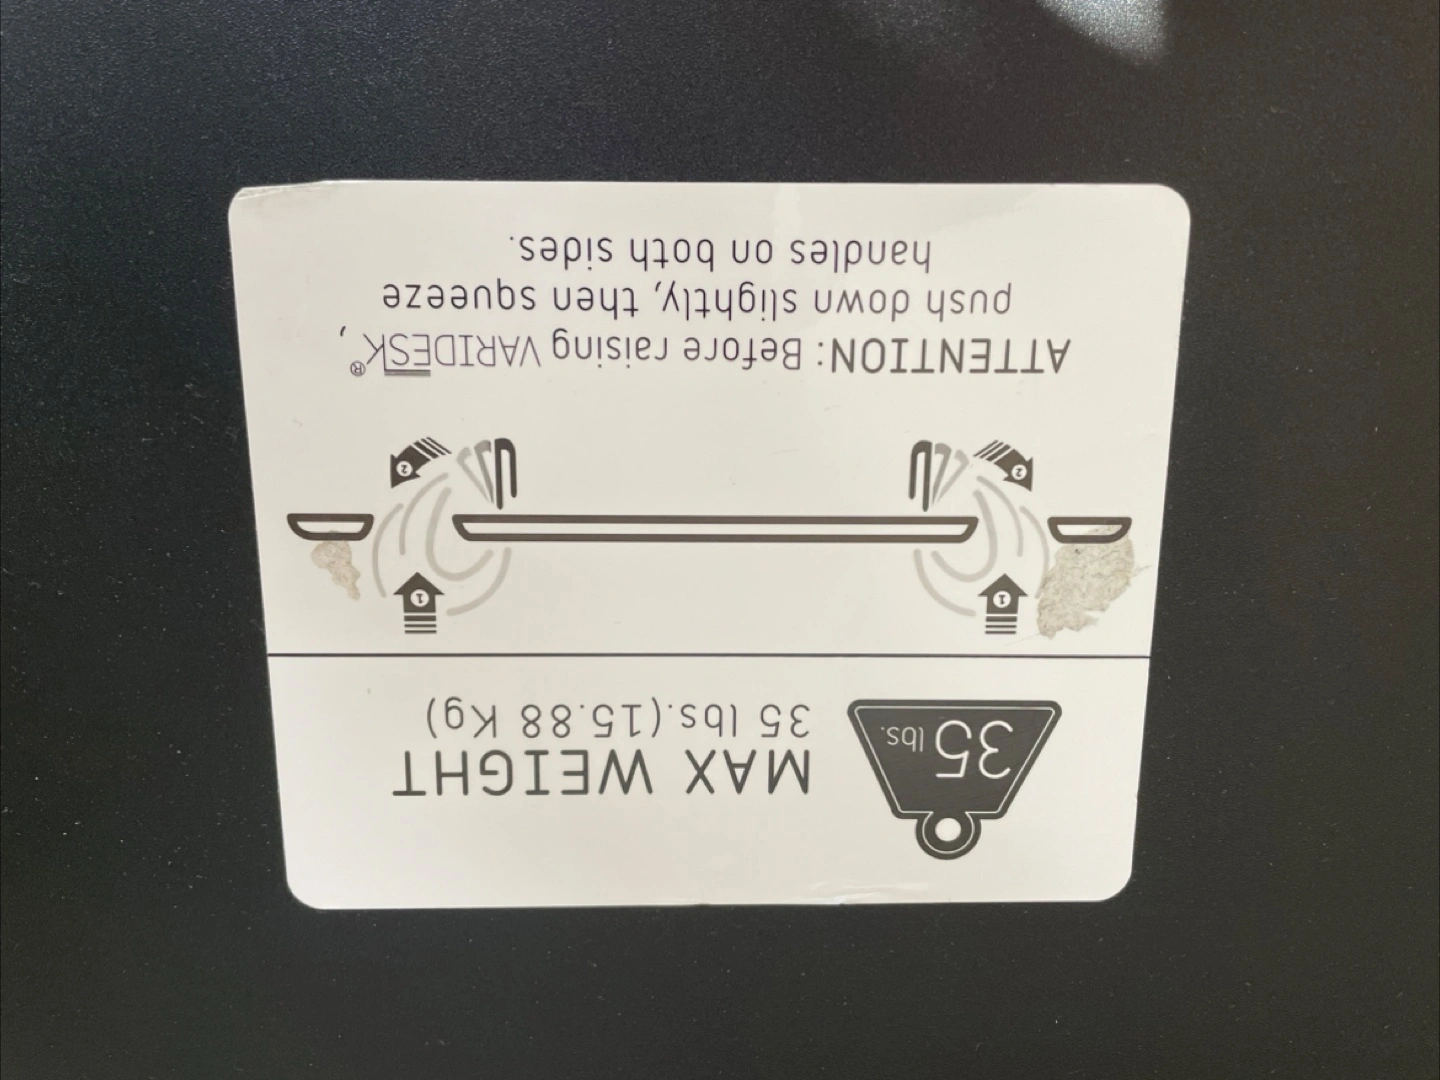 35 lbs.
MAX WEIGHT
35 lbs.(15.88 Kg)
1
1
2
2
ATTENTION: Before raising VARIDESK®,
push down slightly, then squeeze
handles on both sides.